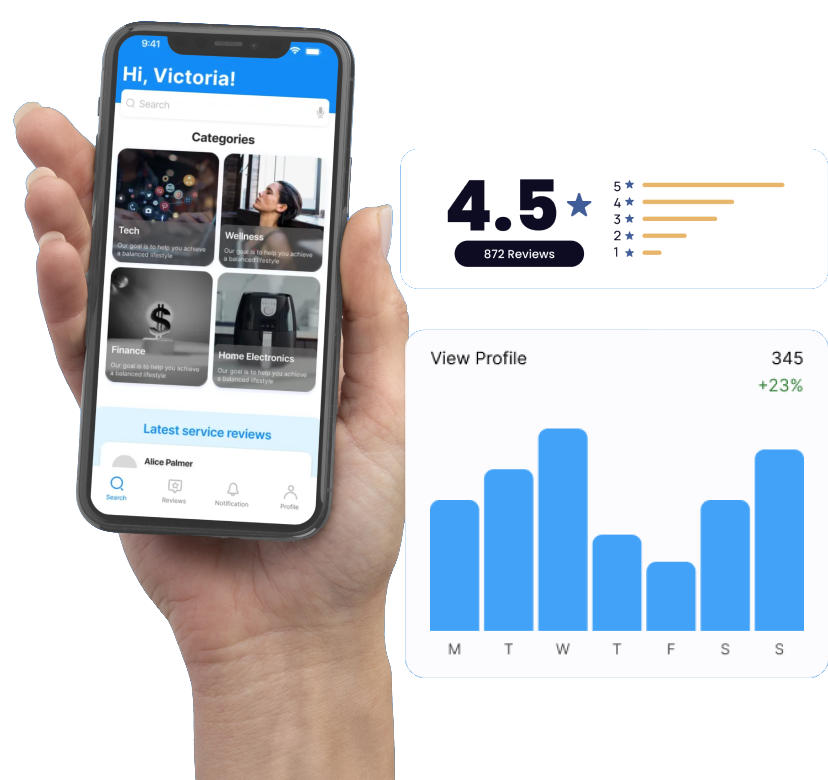 9:41
Hi, Victoria!
Search
Categories
Tech
Our goal is to help you achieve
a balanced lifestyle
Wellness
Our goal is to help you achieve
a balanced lifestyle
Finance
Our goal is to help you achieve
a balanced lifestyle
Home Electronics
Our goal is to help you achieve
a balanced lifestyle
Latest service reviews
Alice Palmer
Search
Reviews
Notification
Profile
4.5
872 Reviews
5
4
3
2
1
View Profile
345
+23%
M T W T F S S